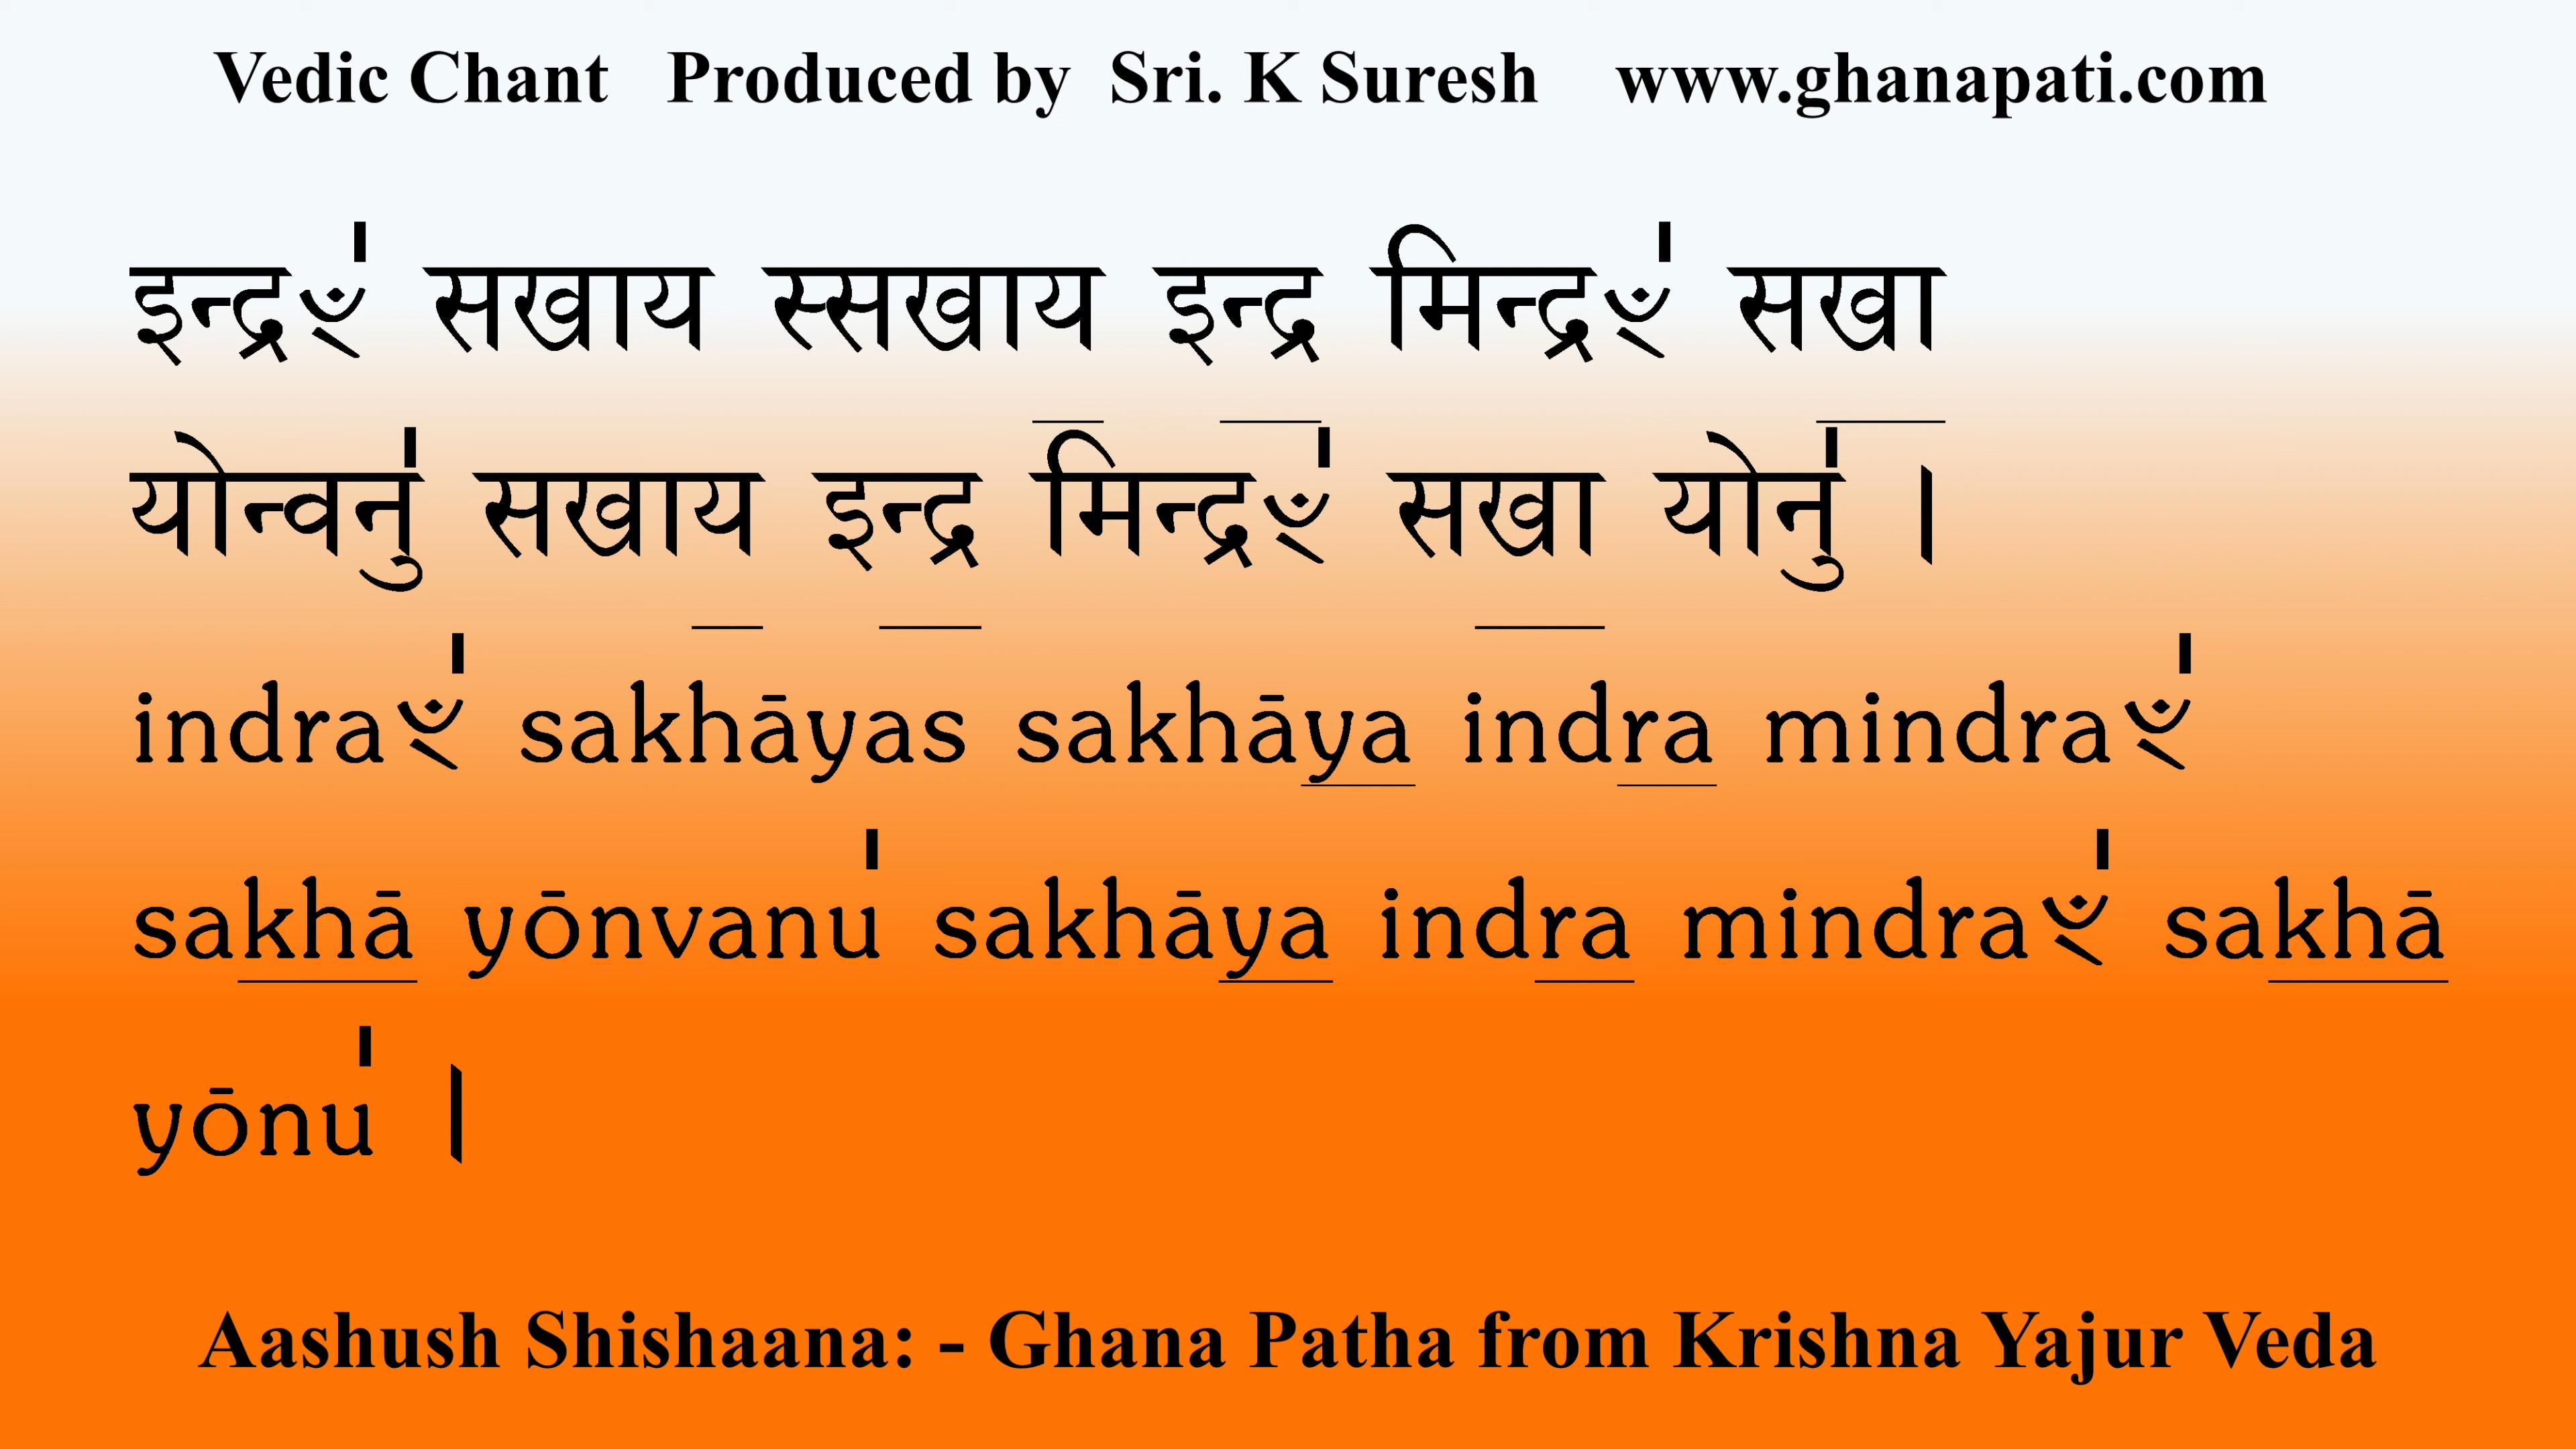 Vedic Chant Produced by Sri. K Suresh www.ghanapati.com
इन्द्रꣳ॑ सखाय स्सखाय॒ इन्द्र॒ मिन्द्रꣳ॑ सखा॒
योन्वनु॑ सखाय॒ इन्द्र॒ मिन्द्रꣳ॑ सखा॒ योनु॑ ।
indraꣳ॑ sakhāyas sakhāya॒ indra॒ mindraꣳ॑
sakhā॒ yōnvanu॑ sakhāya॒ indra॒ mindraꣳ॑ sakhā॒
yōnu॑ ।
Aashush Shishaana: - Ghana Patha from Krishna Yajur Veda